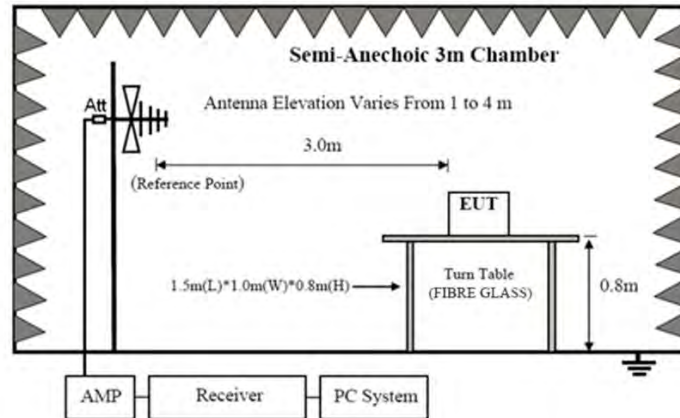 Semi-Anechoic 3m Chamber
Att
Antenna Elevation Varies From 1 to 4 m
3.0m
(Reference Point)
EUT
1.5m(L)*1.0m(W)*0.8m(H)
Turn Table
(FIBRE GLASS)
0.8m
AMP
Receiver
PC System